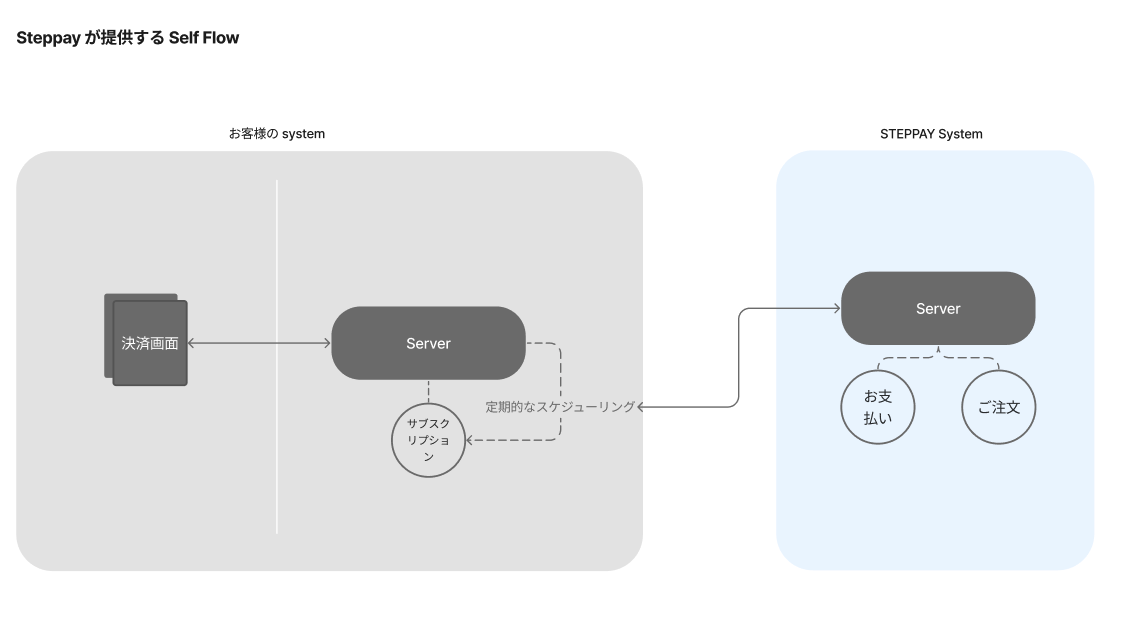 Steppay が提供する Self Flow
お客様の system
STEPPAY System
決済画面
Server
定期的なスケジューリング
サブスク
リプショ
ン
Server
お支
払い
ご注文